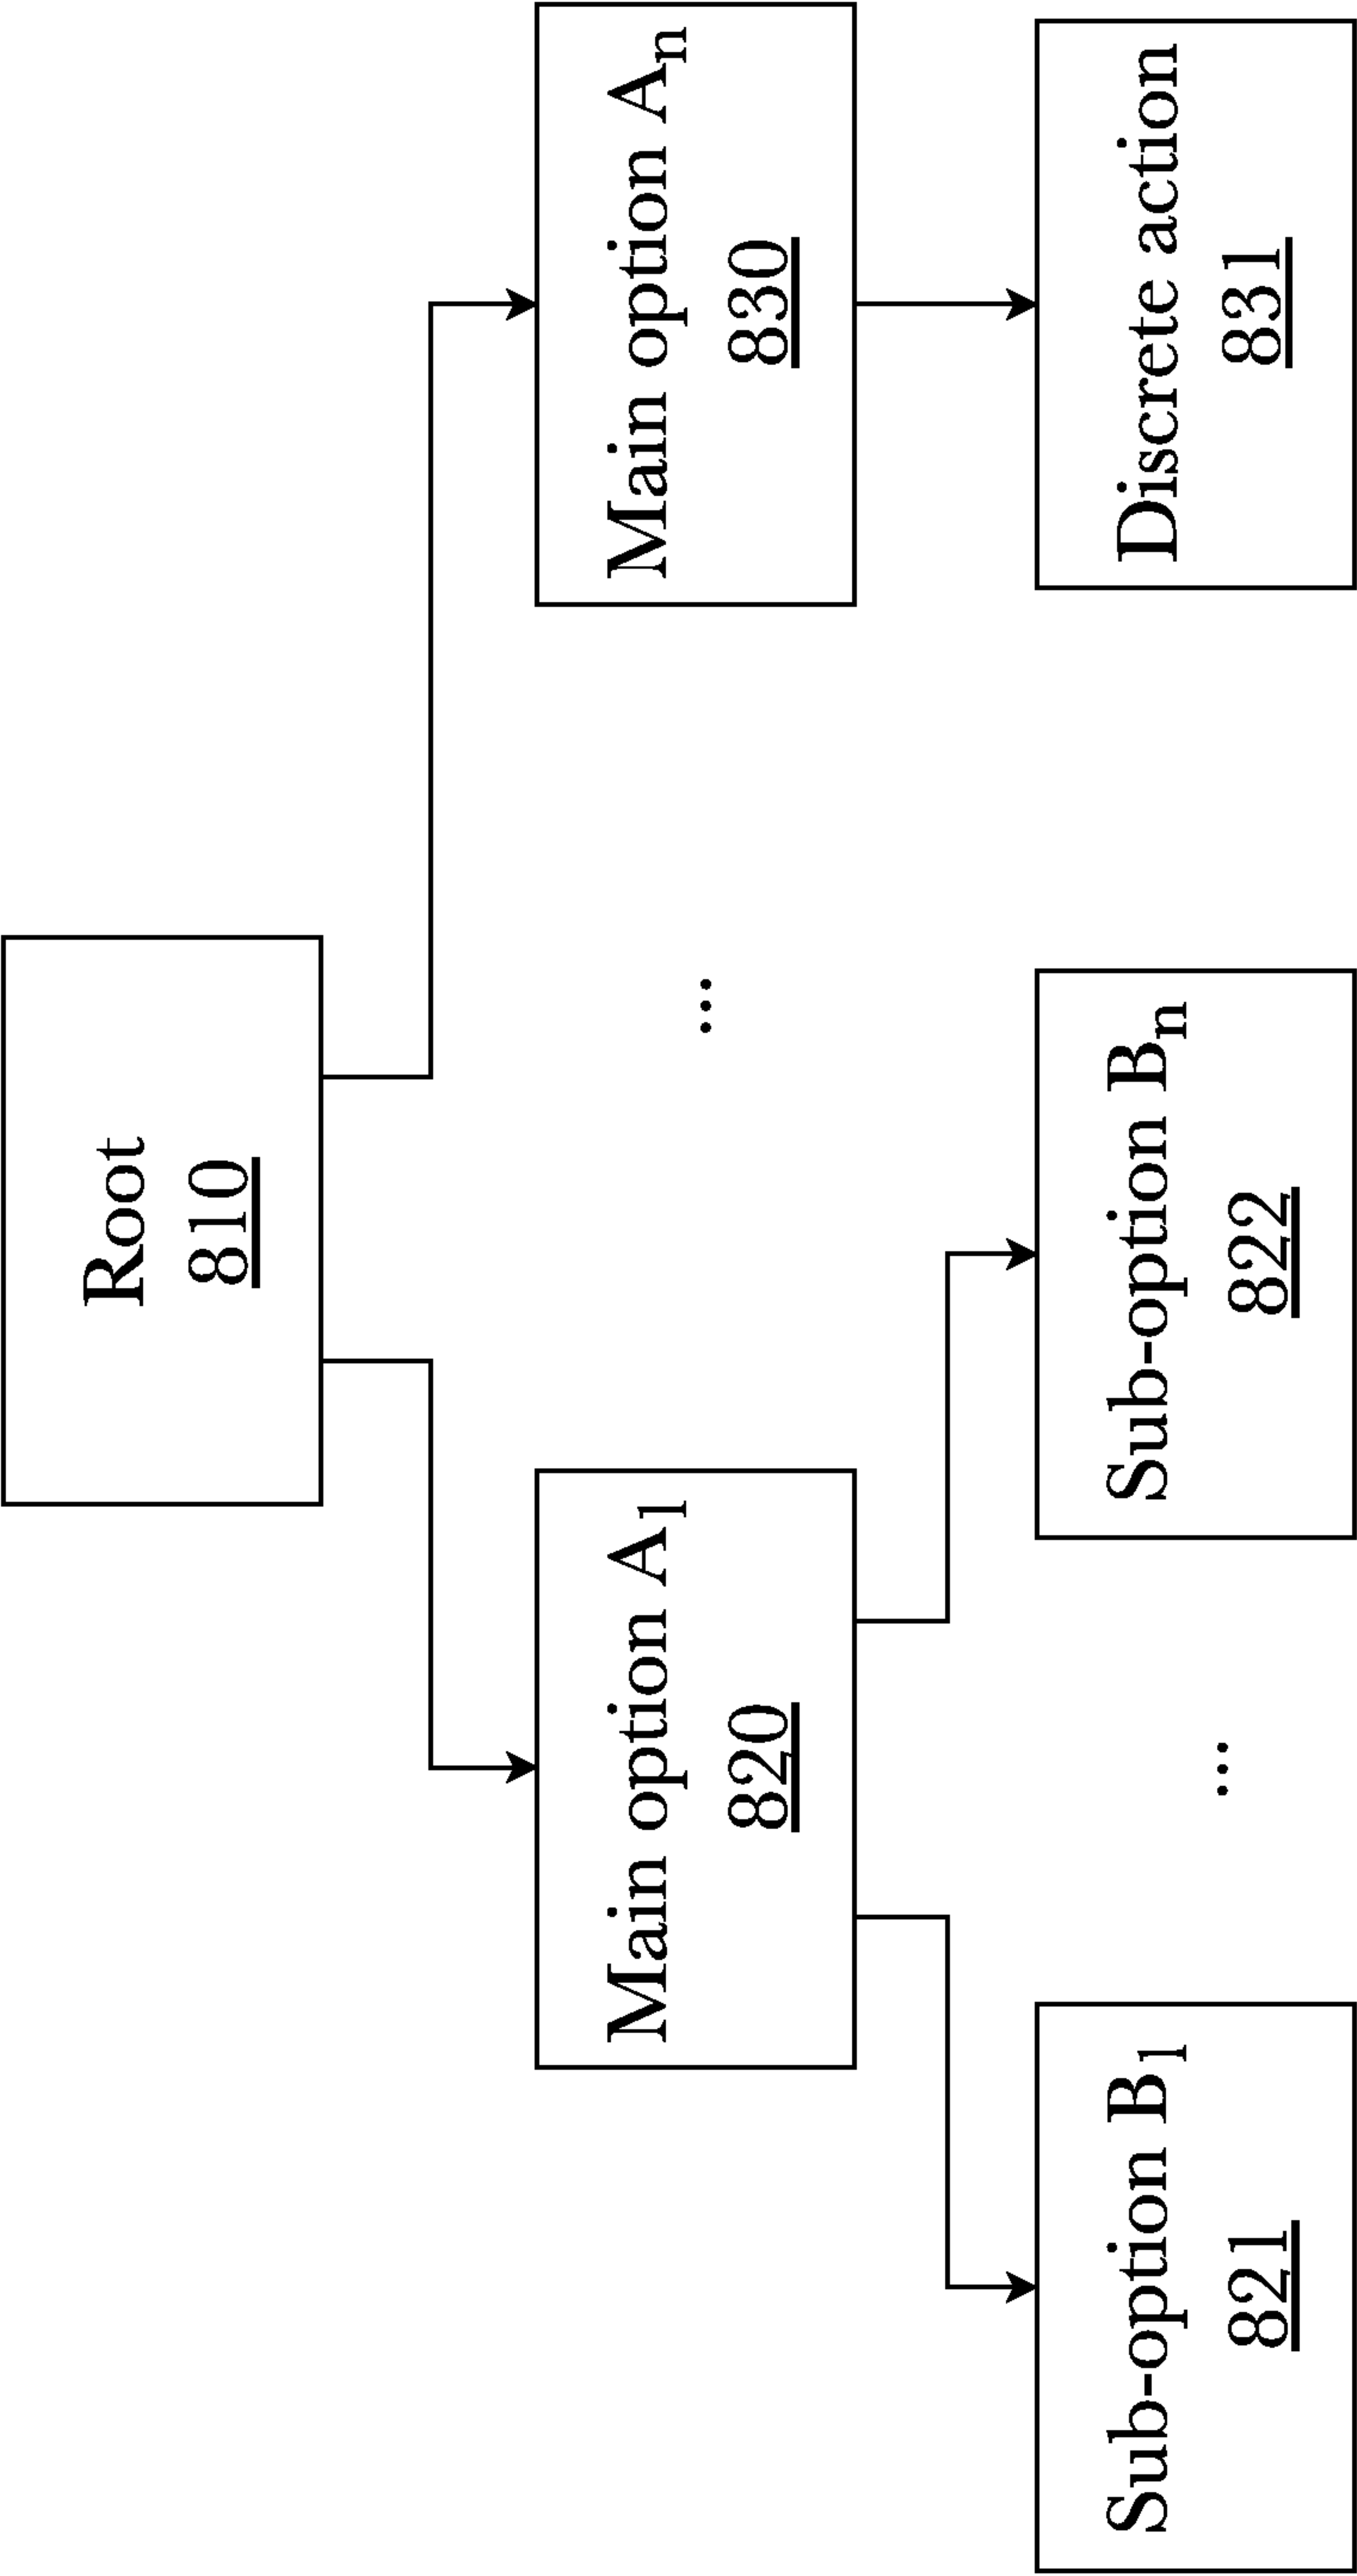 Root
810
Main option A1
820
...
Main option An
830
Sub-option B1
821
...
Sub-option Bn
822
Discrete action
831